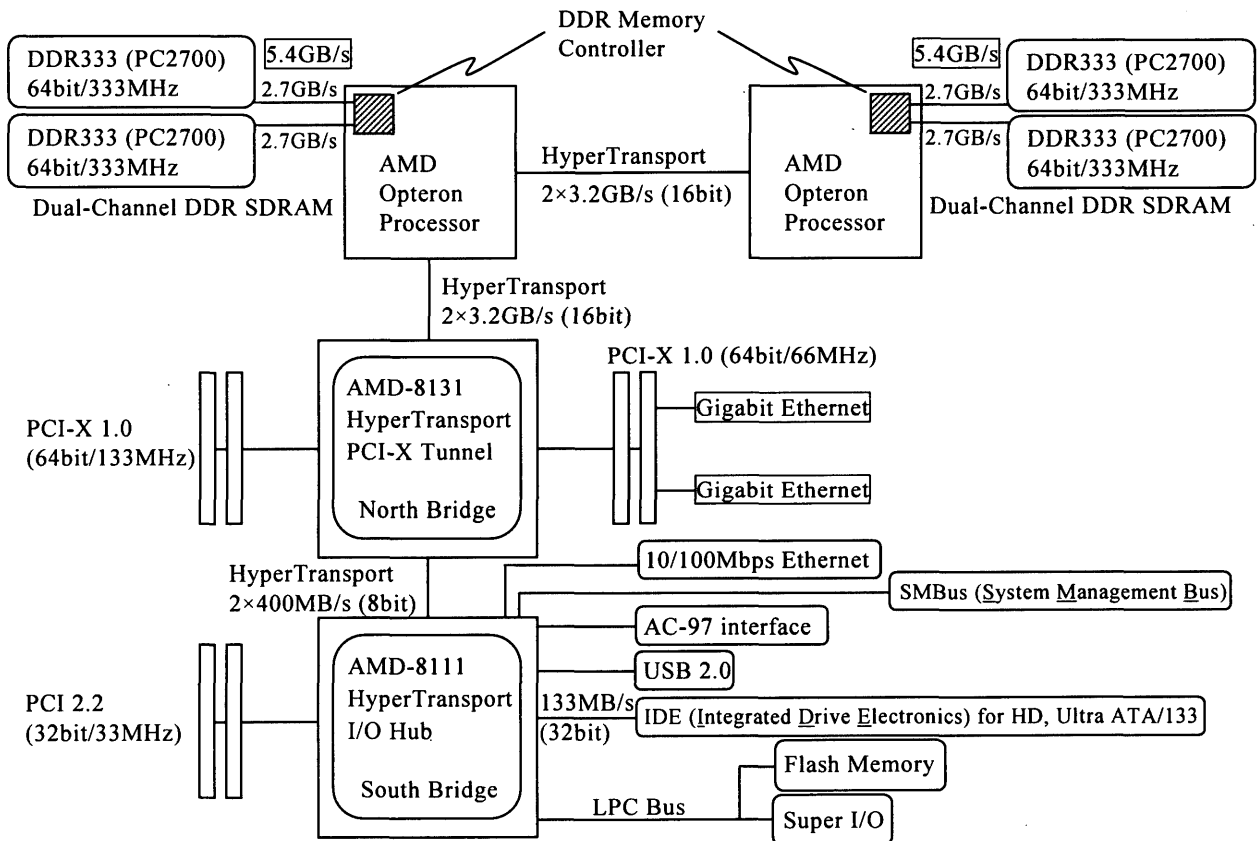 DDR Memory
Controller
DDR333 (PC2700)
64bit/333MHz
5.4GB/s
2.7GB/s
DDR333 (PC2700)
64bit/333MHz
2.7GB/s
Dual-Channel DDR SDRAM
AMD
Opteron
Processor
HyperTransport
2×3.2GB/s (16bit)
AMD
Opteron
Processor
5.4GB/s
2.7GB/s
DDR333 (PC2700)
64bit/333MHz
2.7GB/s
DDR333 (PC2700)
64bit/333MHz
Dual-Channel DDR SDRAM
HyperTransport
2×3.2GB/s (16bit)
PCI-X 1.0
(64bit/133MHz)
AMD-8131
HyperTransport
PCI-X Tunnel
North Bridge
PCI-X 1.0 (64bit/66MHz)
Gigabit Ethernet
Gigabit Ethernet
HyperTransport
2×400MB/s (8bit)
10/100Mbps Ethernet
SMBus (System Management Bus)
AC-97 interface
USB 2.0
PCI 2.2
(32bit/33MHz)
AMD-8111
HyperTransport
I/O Hub
South Bridge
133MB/s
(32bit)
IDE (Integrated Drive Electronics) for HD, Ultra ATA/133
LPC Bus
Flash Memory
Super I/O